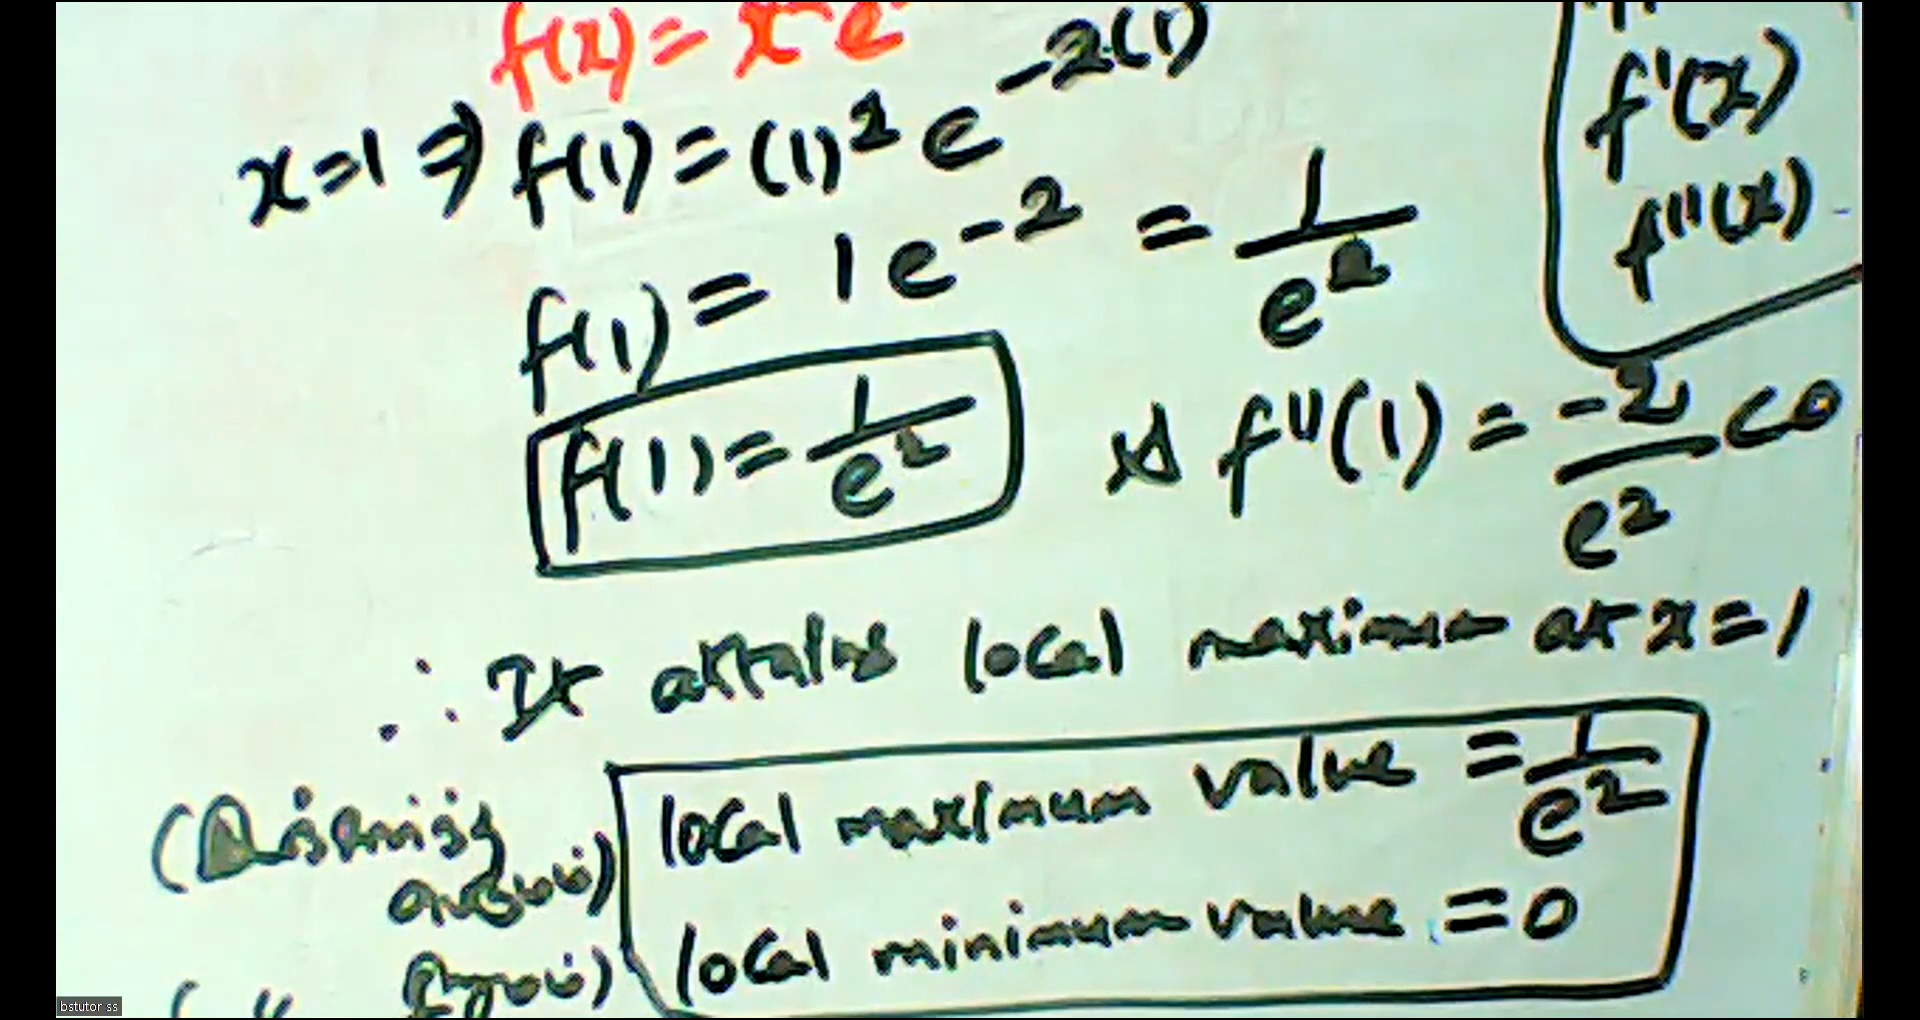 f(x) = x²e
x=1 ⇒ f(1) = (1)² e^-2(1)
f(1) = 1 e^-2 = 1/e²
f(1) = 1/e²
f''(1) = -2/e² < 0
f'(x)
f''(x)
∴ It attains local maximum at x = 1
local maximum value = 1/e²
local minimum value = 0
bstutor ss